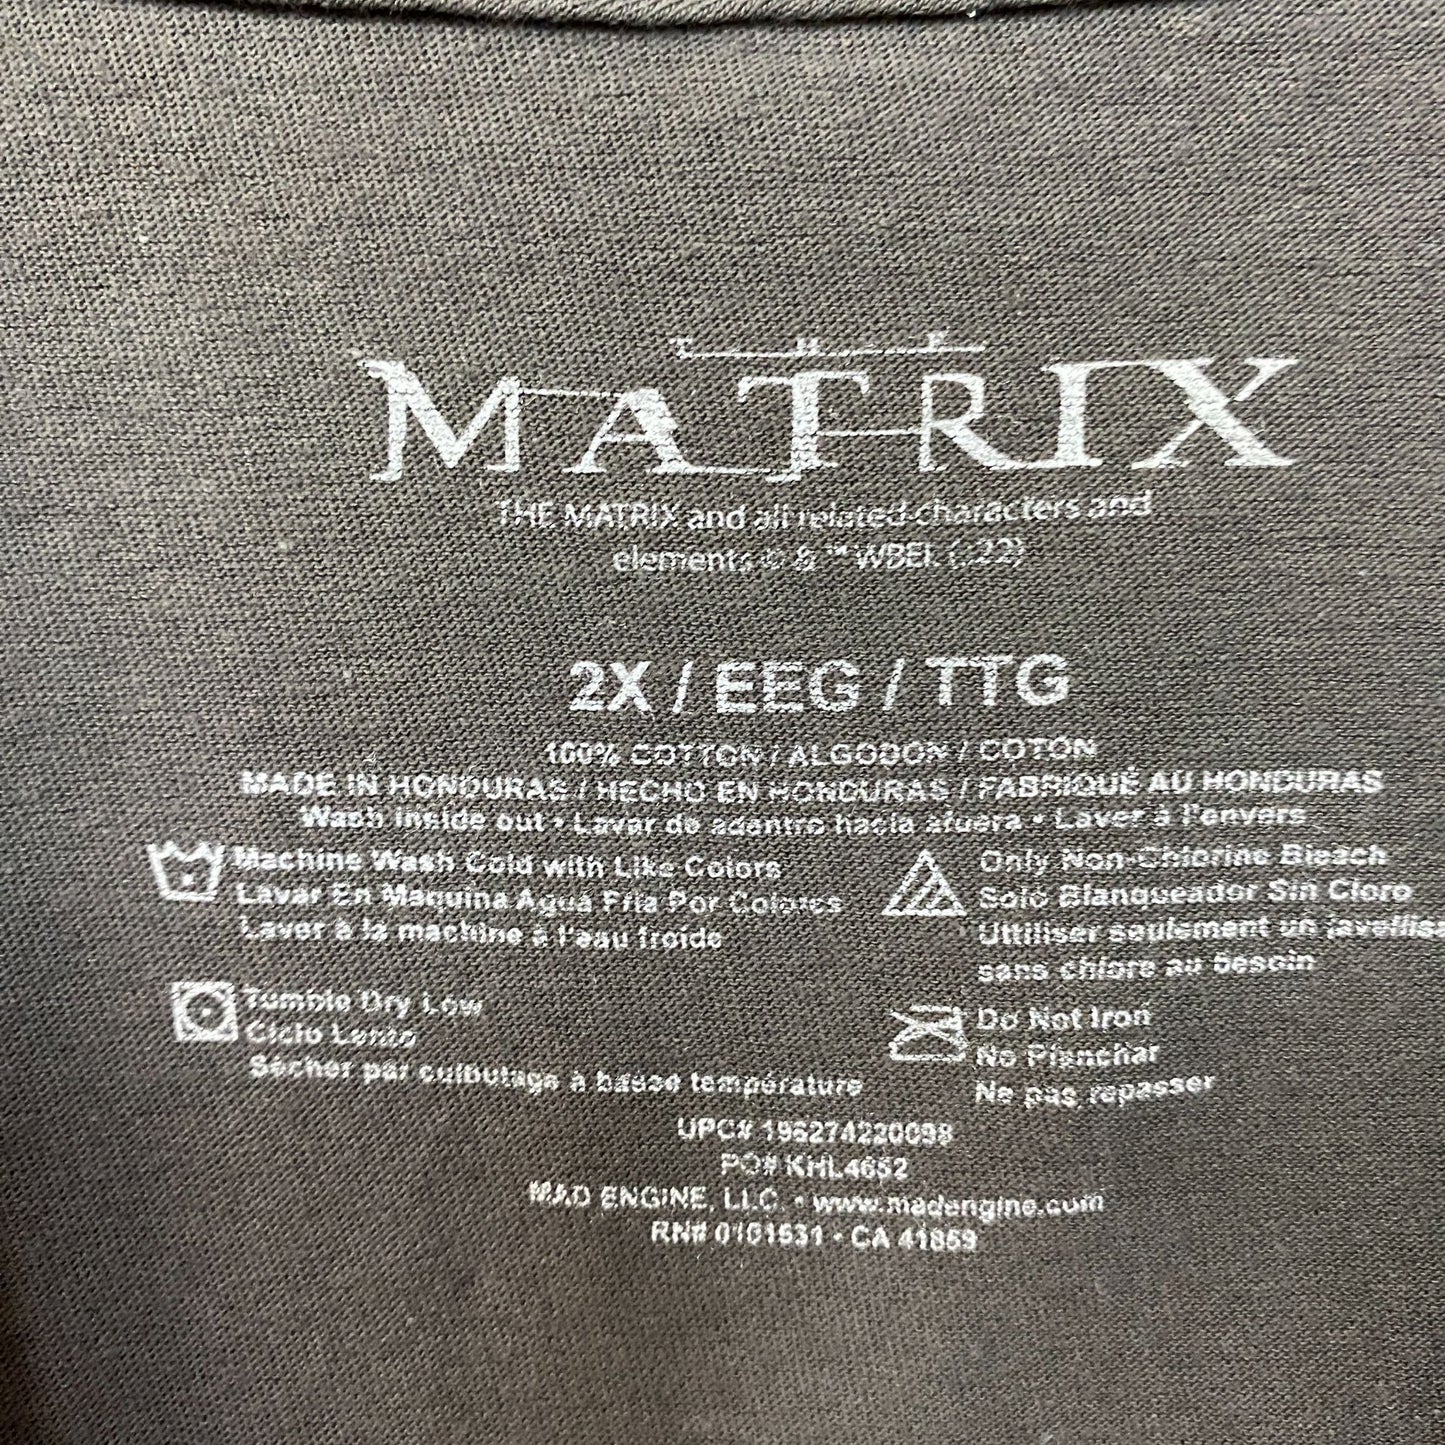 THE
MATRIX
THE MATRIX and all related characters and
elements © & ™ WBEI. (s22)
2X / EEG / TTG
100% COTTON / ALGODON / COTON
MADE IN HONDURAS / HECHO EN HONDURAS / FABRIQUÉ AU HONDURAS
Wash inside out • Lavar de adentro hacia afuera • Laver à l'envers
Machine Wash Cold with Like Colors
Lavar En Maquina Agua Fria Por Colores
Laver à la machine à l'eau froide
Only Non-Chlorine Bleach
Solo Blanqueador Sin Cloro
Uttiliser seulement un javellisa
sans chlore au besoin
Tumble Dry Low
Ciclo Lento
Sècher par culbutage à basse température
Do Not Iron
No Planchar
Ne pas repasser
UPC# 196274220098
PO# KHL4652
MAD ENGINE, LLC. • www.madengine.com
RN# 0101531 • CA 41859